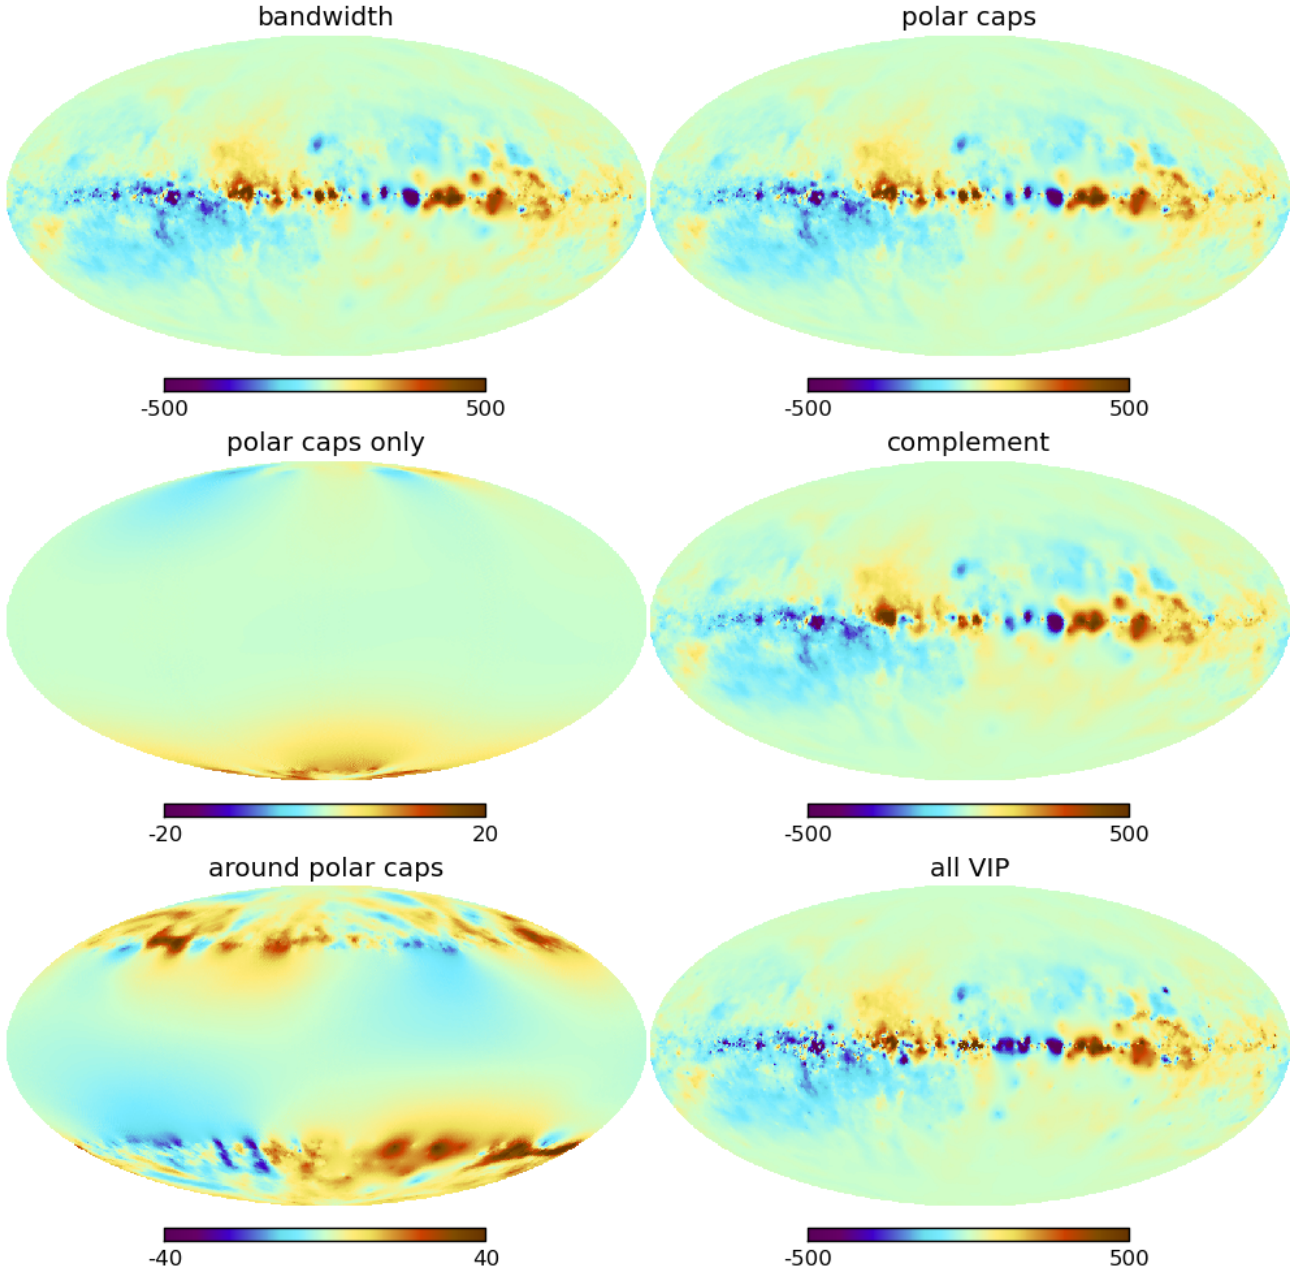 bandwidth
polar caps
-500 500
-500 500
polar caps only
complement
-20 20
-500 500
around polar caps
all VIP
-40 40
-500 500